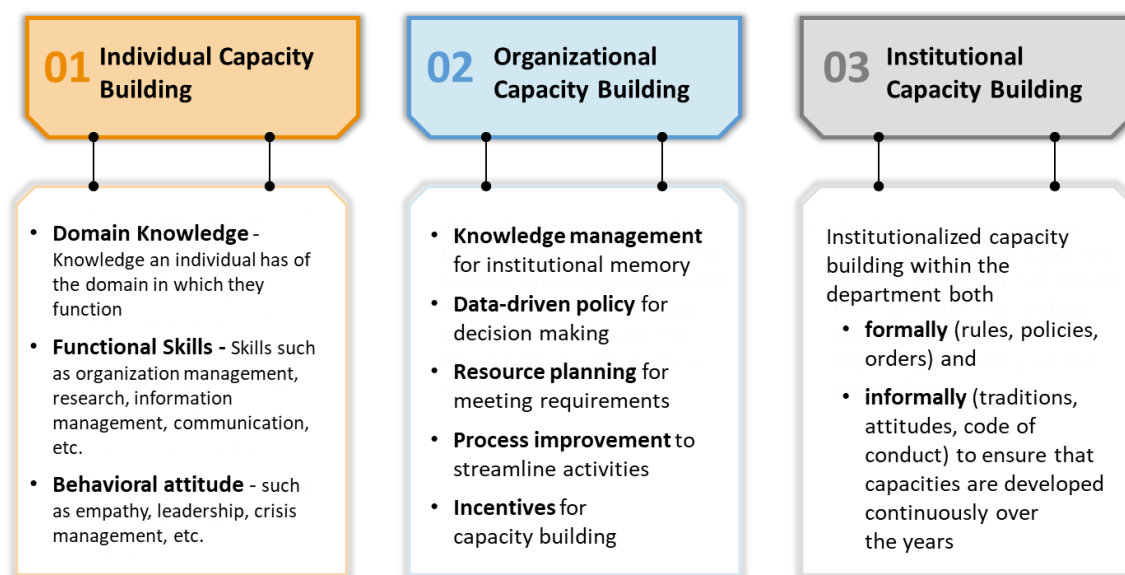 01 Individual Capacity
Building
• Domain Knowledge -
Knowledge an individual has of
the domain in which they
function
• Functional Skills - Skills such
as organization management,
research, information
management, communication,
etc.
• Behavioral attitude - such
as empathy, leadership, crisis
management, etc.
02 Organizational
Capacity Building
• Knowledge management
for institutional memory
• Data-driven policy for
decision making
• Resource planning for
meeting requirements
• Process improvement to
streamline activities
• Incentives for
capacity building
03 Institutional
Capacity Building
Institutionalized capacity
building within the
department both
• formally (rules, policies,
orders) and
• informally (traditions,
attitudes, code of
conduct) to ensure that
capacities are developed
continuously over
the years